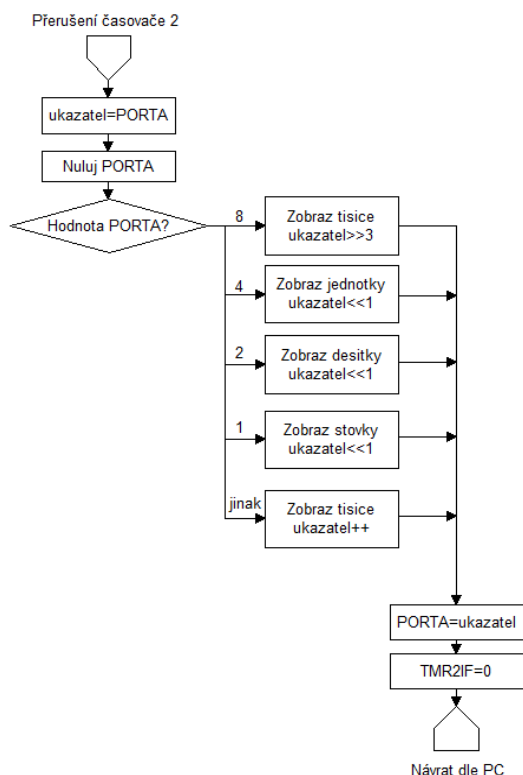 Přerušení časovače 2
ukazatel=PORTA
Nuluj PORTA
Hodnota PORTA?
8
Zobraz tisice
ukazatel>>3
4
Zobraz jednotky
ukazatel<<1
2
Zobraz desitky
ukazatel<<1
1
Zobraz stovky
ukazatel<<1
jinak
Zobraz tisice
ukazatel++
PORTA=ukazatel
TMR2IF=0
Návrat dle PC